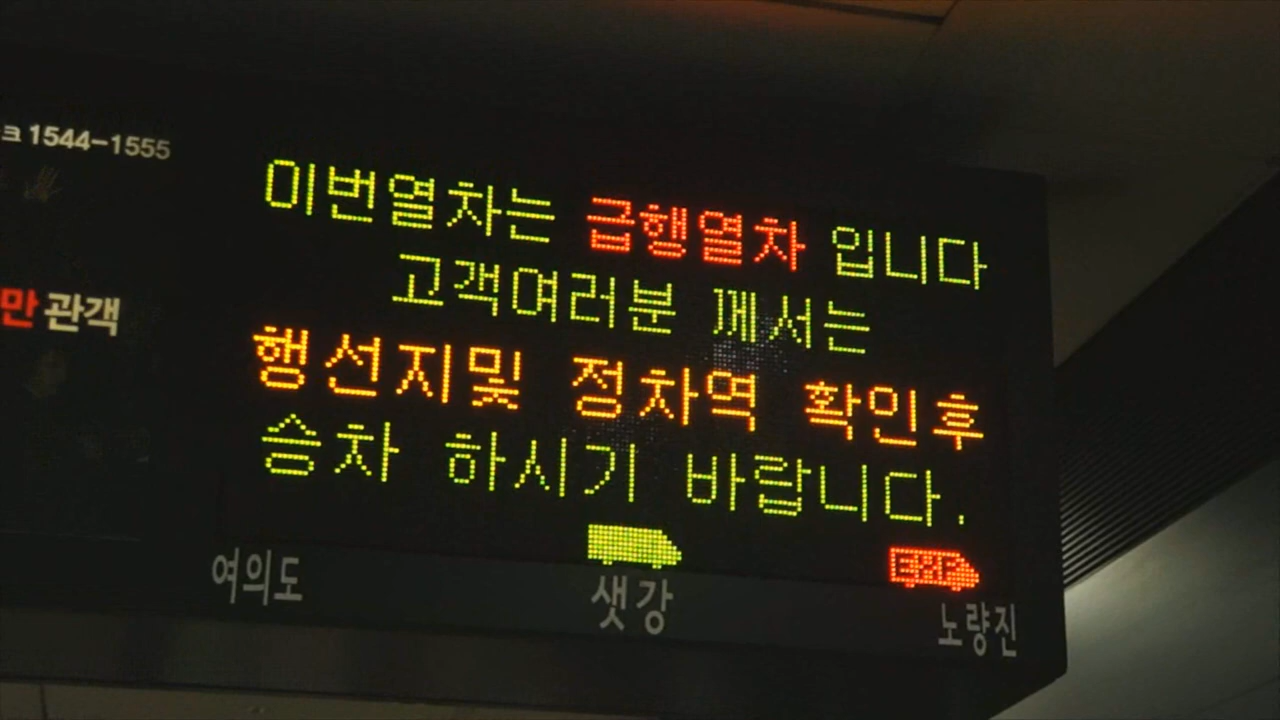 크 1544-1555
만 관객
이번열차는 급행열차 입니다
고객여러분 께서는
행선지및 정차역 확인후
승차 하시기 바랍니다.
EXP
여의도 샛강 노량진